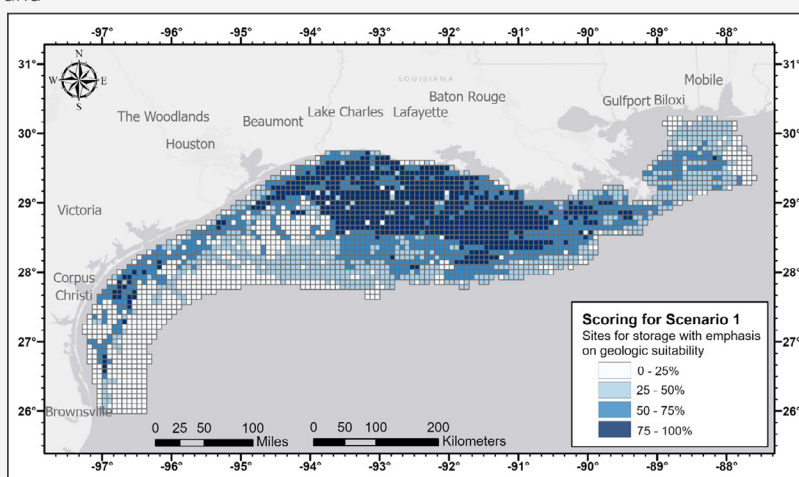 -97° -96° -95° -94° -93° -92° -91° -90° -89° -88°
31° 31°
N
W E
S
LOUISIANA
Mobile
Baton Rouge
Gulfport Biloxi
The Woodlands
Lake Charles Lafayette
Beaumont
30° 30°
Houston
29° 29°
Victoria
28° 28°
Corpus
Christi
27° 27°
26° 26°
Brownsville
Scoring for Scenario 1
Sites for storage with emphasis
on geologic suitability
0 - 25%
25 - 50%
50 - 75%
75 - 100%
0 25 50 100
Miles
0 50 100 200
Kilometers
-97° -96° -95° -94° -93° -92° -91° -90° -89° -88°